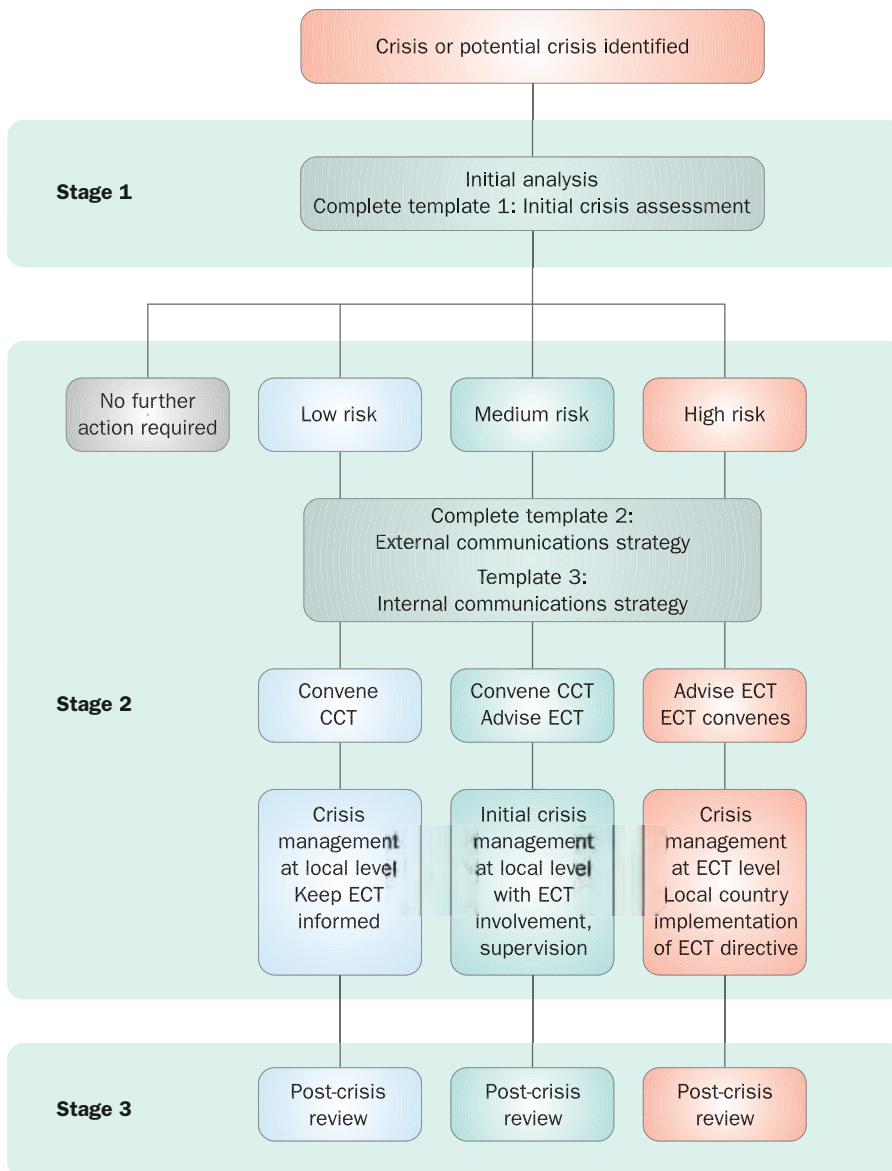 Crisis or potential crisis identified
Stage 1
Initial analysis
Complete template 1: Initial crisis assessment
No further
action required
Low risk
Medium risk
High risk
Complete template 2:
External communications strategy
Template 3:
Internal communications strategy
Stage 2
Convene
CCT
Convene CCT
Advise ECT
Advise ECT
ECT convenes
Crisis
management
at local level
Keep ECT
informed
Initial crisis
management
at local level
with ECT
involvement,
supervision
Crisis
management
at ECT level
Local country
implementation
of ECT directive
Stage 3
Post-crisis
review
Post-crisis
review
Post-crisis
review